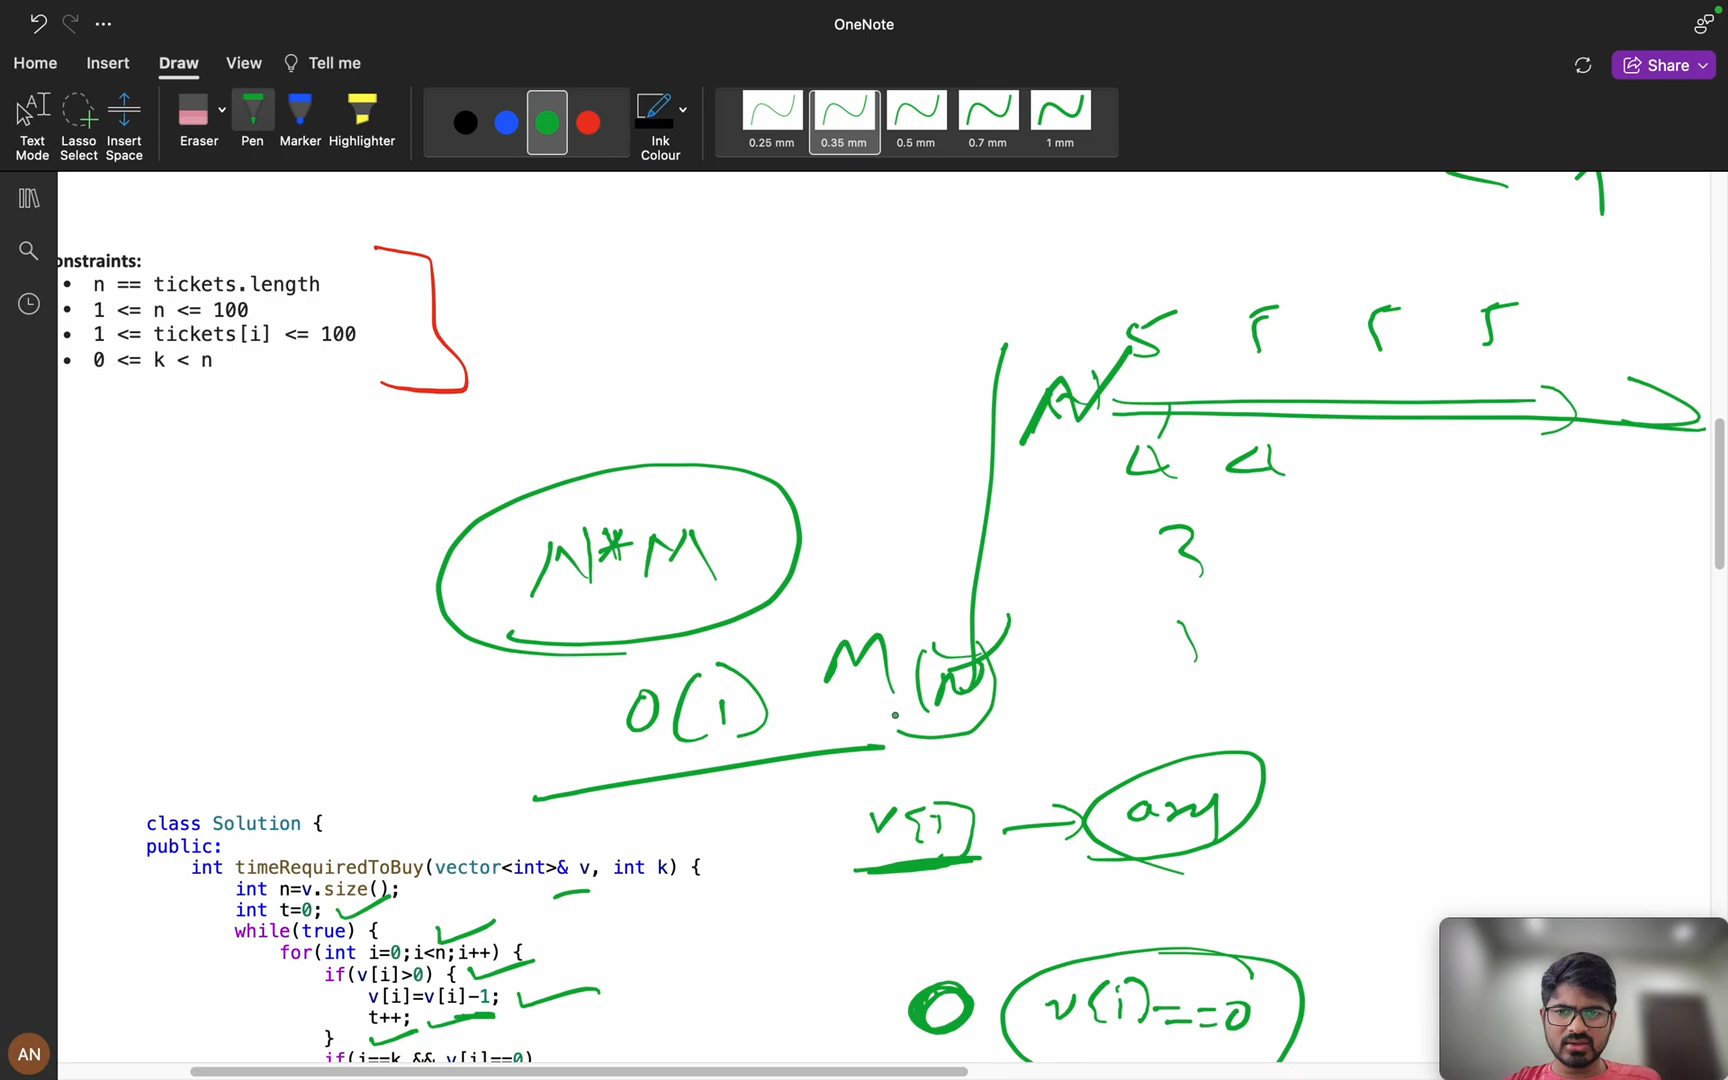 OneNote
Home Insert Draw View Tell me
Share
Text Mode
Lasso Select
Insert Space
Eraser
Pen
Marker
Highlighter
Ink Colour
0.25 mm
0.35 mm
0.5 mm
0.7 mm
1 mm
onstraints:
• n == tickets.length
• 1 <= n <= 100
• 1 <= tickets[i] <= 100
• 0 <= k < n
5 5 5 5
4 4
3
1
N*M
M (N)
O(1)
v[i]
v[i]==0
class Solution {
public:
int timeRequiredToBuy(vector<int>& v, int k) {
int n=v.size();
int t=0;
while(true) {
for(int i=0;i<n;i++) {
if(v[i]>0) {
v[i]=v[i]-1;
t++;
}
if(i==k && v[i]==0)
AN